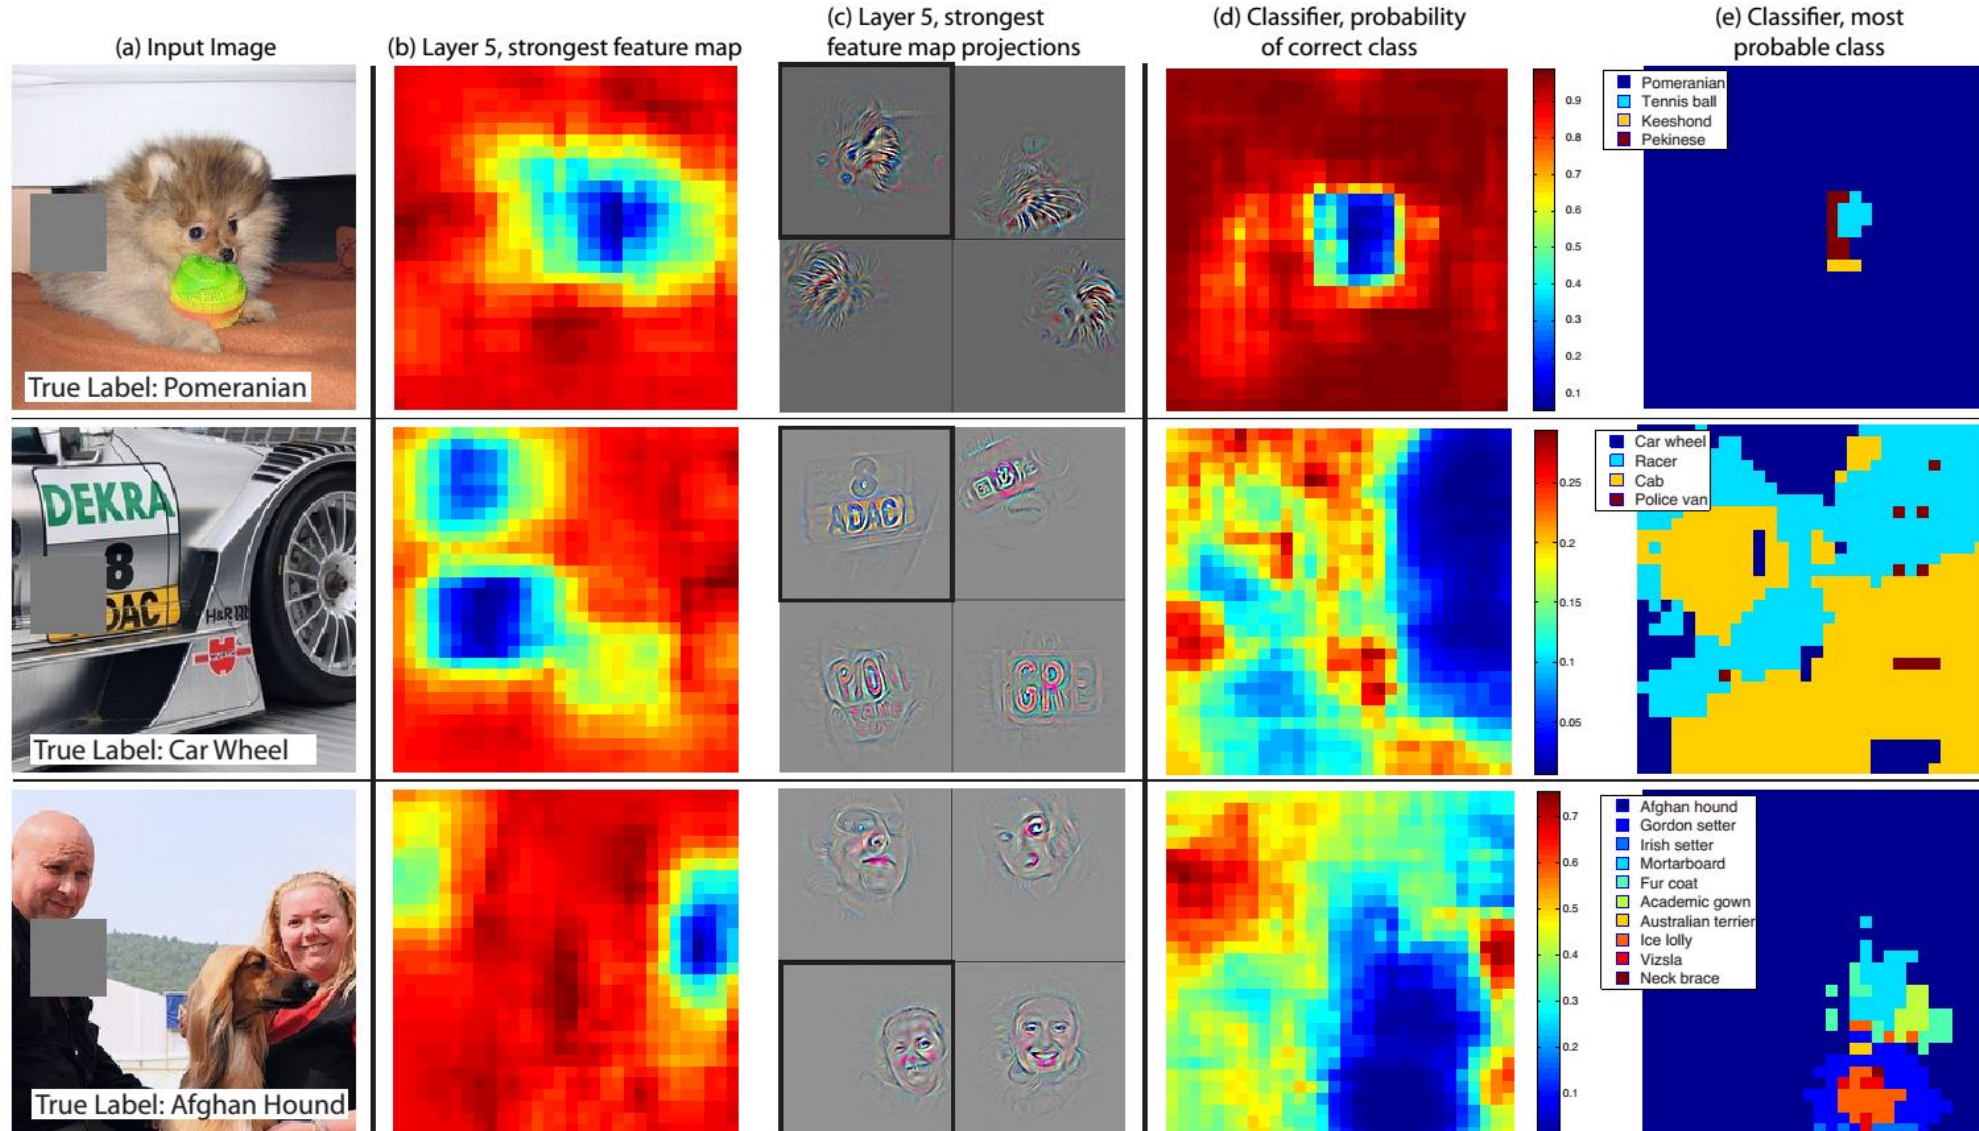 (a) Input Image
(b) Layer 5, strongest feature map
(c) Layer 5, strongest
feature map projections
(d) Classifier, probability
of correct class
(e) Classifier, most
probable class
True Label: Pomeranian
0.9
0.8
0.7
0.6
0.5
0.4
0.3
0.2
0.1
Pomeranian
Tennis ball
Keeshond
Pekinese
DEKRA
8
DAC
H&R
WÜRTH
True Label: Car Wheel
8
ADAC
GRE
0.25
0.2
0.15
0.1
0.05
Car wheel
Racer
Cab
Police van
True Label: Afghan Hound
0.7
0.6
0.5
0.4
0.3
0.2
0.1
Afghan hound
Gordon setter
Irish setter
Mortarboard
Fur coat
Academic gown
Australian terrier
Ice lolly
Vizsla
Neck brace